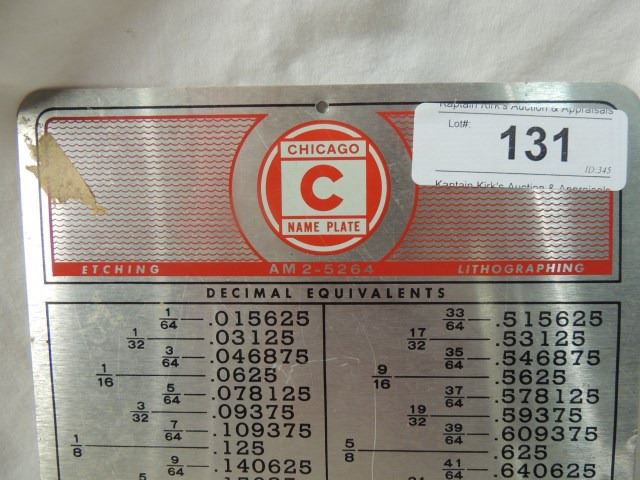 Kaptain Kirk's Auction & Appraisals
Lot#: 131
ID:345
Kaptain Kirk's Auction & Appraisals
CHICAGO
C
NAME PLATE
ETCHING AM 2-5264 LITHOGRAPHING
DECIMAL EQUIVALENTS
1/64 .015625
1/32 .03125
3/64 .046875
1/16 .0625
5/64 .078125
3/32 .09375
7/64 .109375
1/8 .125
9/64 .140625
33/64 .515625
17/32 .53125
35/64 .546875
9/16 .5625
37/64 .578125
19/32 .59375
39/64 .609375
5/8 .625
41/64 .640625